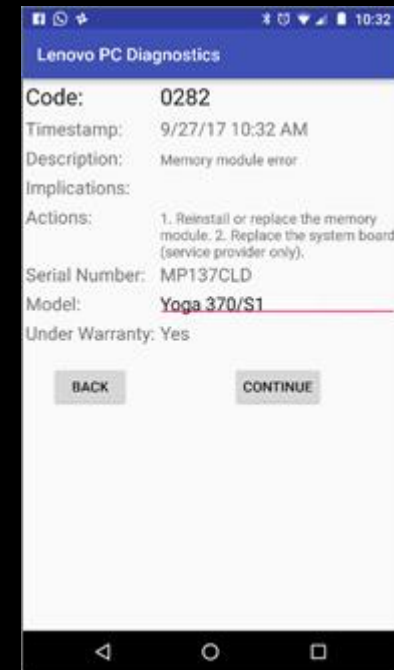 10:32
Lenovo PC Diagnostics
Code: 0282
Timestamp: 9/27/17 10:32 AM
Description: Memory module error
Implications:
Actions: 1. Reinstall or replace the memory
module. 2. Replace the system board
(service provider only).
Serial Number: MP137CLD
Model: Yoga 370/S1
Under Warranty: Yes
BACK CONTINUE